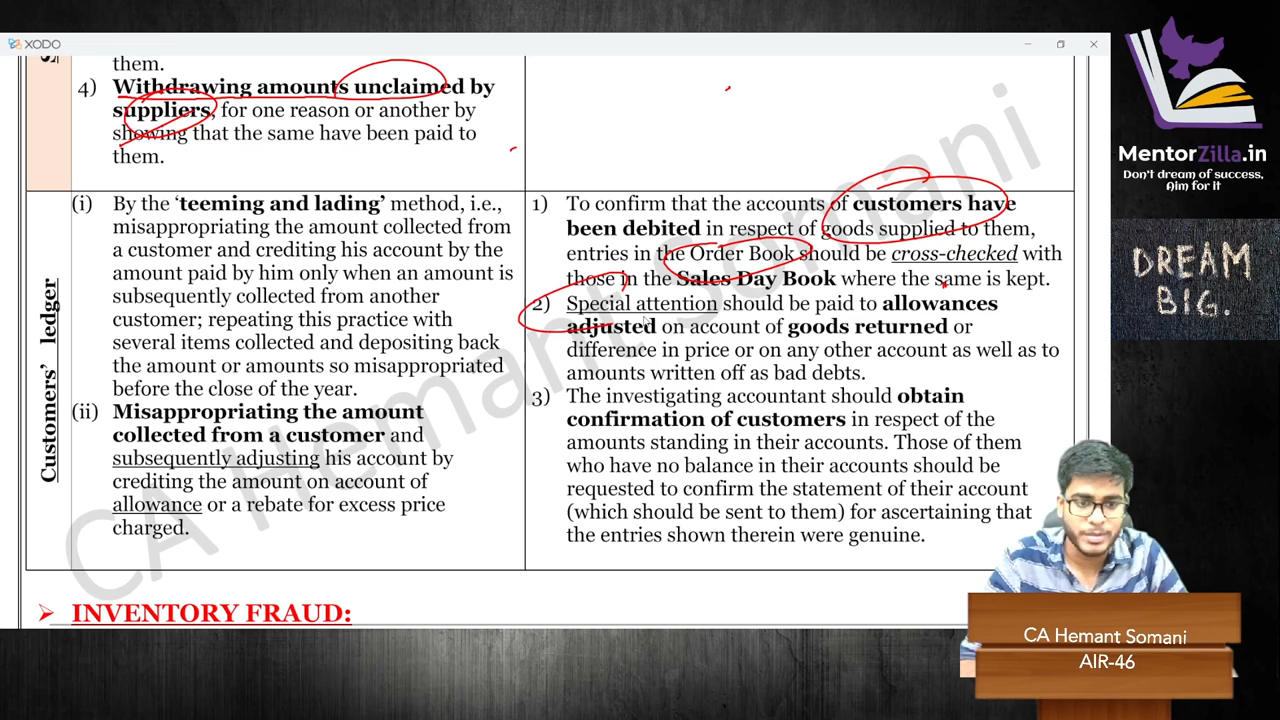 XODO
them.
4) Withdrawing amounts unclaimed by
suppliers, for one reason or another by
showing that the same have been paid to
them.
Customers' ledger
(i) By the 'teeming and lading' method, i.e.,
misappropriating the amount collected from
a customer and crediting his account by the
amount paid by him only when an amount is
subsequently collected from another
customer; repeating this practice with
several items collected and depositing back
the amount or amounts so misappropriated
before the close of the year.
(ii) Misappropriating the amount
collected from a customer and
subsequently adjusting his account by
crediting the amount on account of
allowance or a rebate for excess price
charged.
1) To confirm that the accounts of customers have
been debited in respect of goods supplied to them,
entries in the Order Book should be cross-checked with
those in the Sales Day Book where the same is kept.
2) Special attention should be paid to allowances
adjusted on account of goods returned or
difference in price or on any other account as well as to
amounts written off as bad debts.
3) The investigating accountant should obtain
confirmation of customers in respect of the
amounts standing in their accounts. Those of them
who have no balance in their accounts should be
requested to confirm the statement of their account
(which should be sent to them) for ascertaining that
the entries shown therein were genuine.
➢ INVENTORY FRAUD:
CA Hemant Somani
MentorZilla.in
Don't dream of success,
Aim for it
DREAM
BIG.
CA Hemant Somani
AIR-46